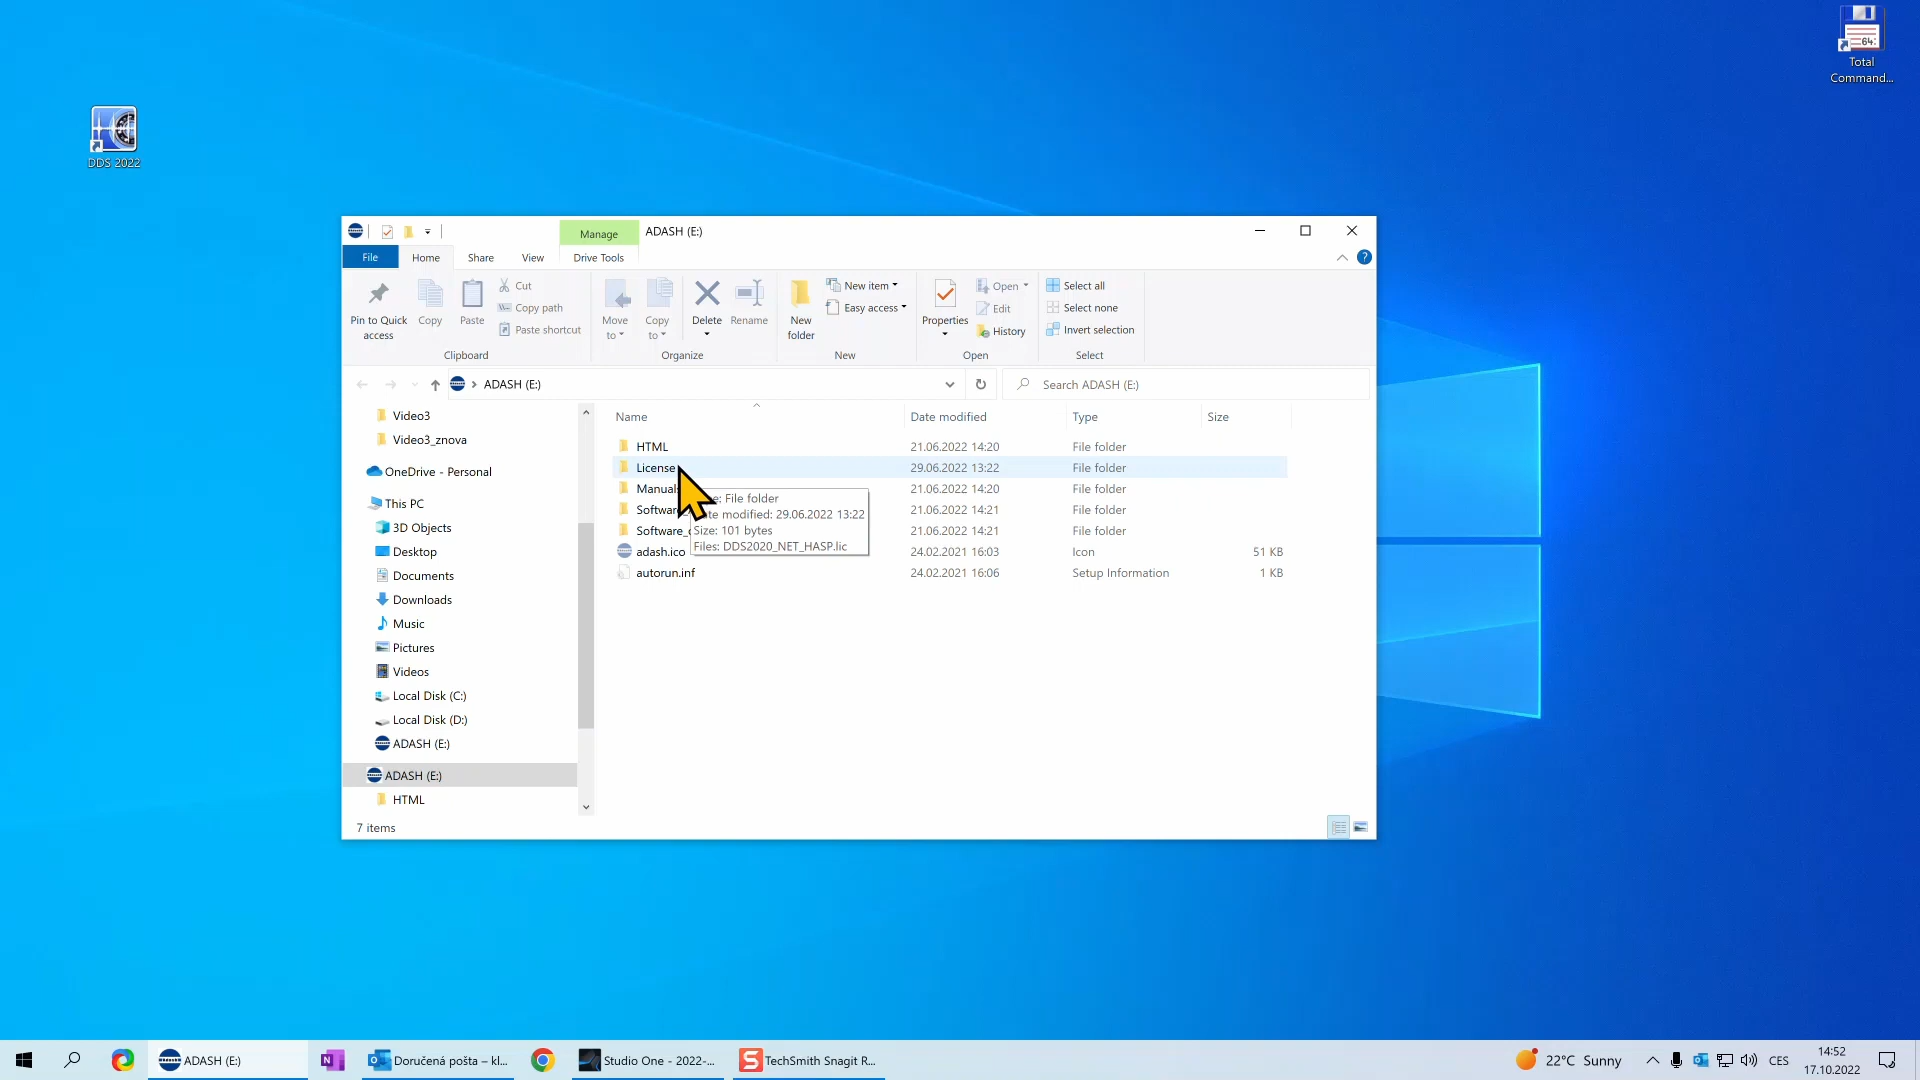 Total
Command...
DDS 2022
Manage
ADASH (E:)
File
Home
Share
View
Drive Tools
Pin to Quick
access
Copy
Paste
Cut
Copy path
Paste shortcut
Clipboard
Move
to
Copy
to
Delete
Rename
Organize
New
folder
New item
Easy access
New
Properties
Open
Edit
History
Open
Select all
Select none
Invert selection
Select
ADASH (E:)
Search ADASH (E:)
Video3
Video3_znova
OneDrive - Personal
This PC
3D Objects
Desktop
Documents
Downloads
Music
Pictures
Videos
Local Disk (C:)
Local Disk (D:)
ADASH (E:)
ADASH (E:)
HTML
Name
Date modified
Type
Size
HTML 21.06.2022 14:20 File folder
License 29.06.2022 13:22 File folder
Manual 21.06.2022 14:20 File folder
Software 21.06.2022 14:21 File folder
Software_ 21.06.2022 14:21 File folder
adash.ico 24.02.2021 16:03 Icon 51 KB
autorun.inf 24.02.2021 16:06 Setup Information 1 KB
: File folder
modified: 29.06.2022 13:22
Size: 101 bytes
Files: DDS2020_NET_HASP.lic
7 items
ADASH (E:)
Doručená pošta – kl...
Studio One - 2022-...
TechSmith Snagit R...
22°C Sunny
CES
14:52
17.10.2022
64